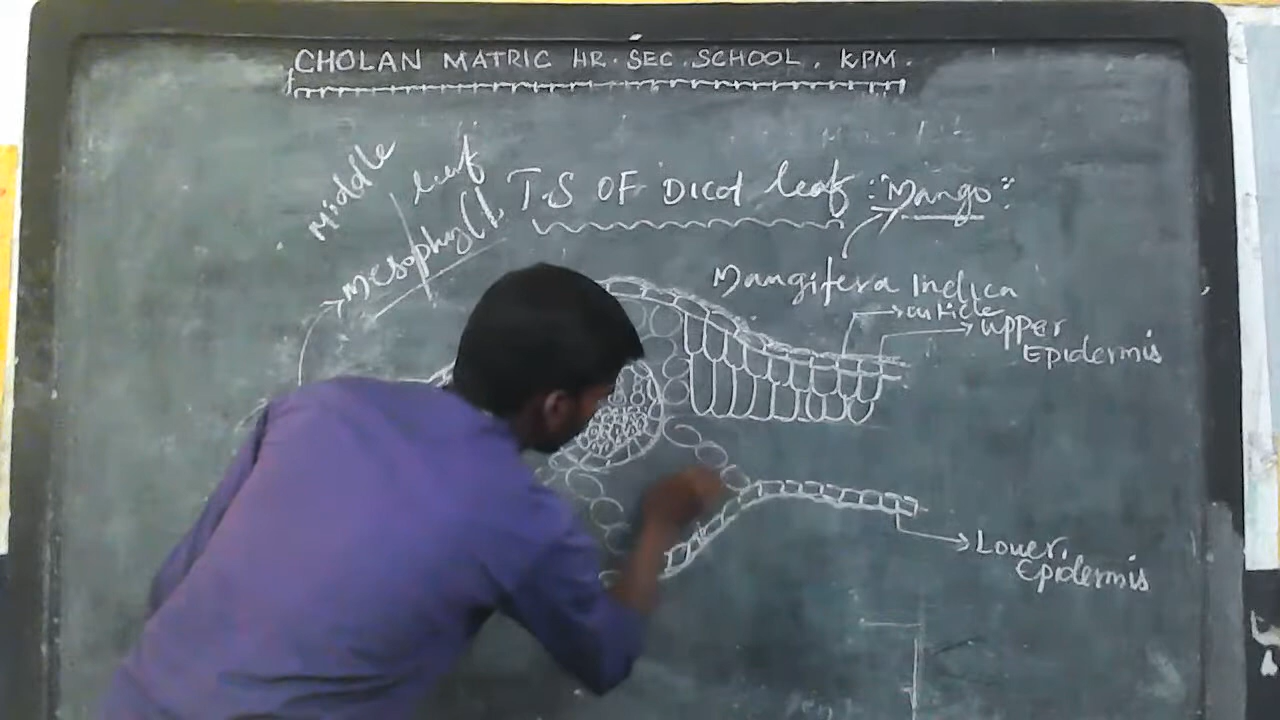 CHOLAN MATRIC HR. SEC. SCHOOL, KPM.
Middle
leaf
Mesophyll
T.S OF Dicot leaf : "Mango":
Mangifera Indica
cuticle
upper
Epidermis
Lower
Epidermis